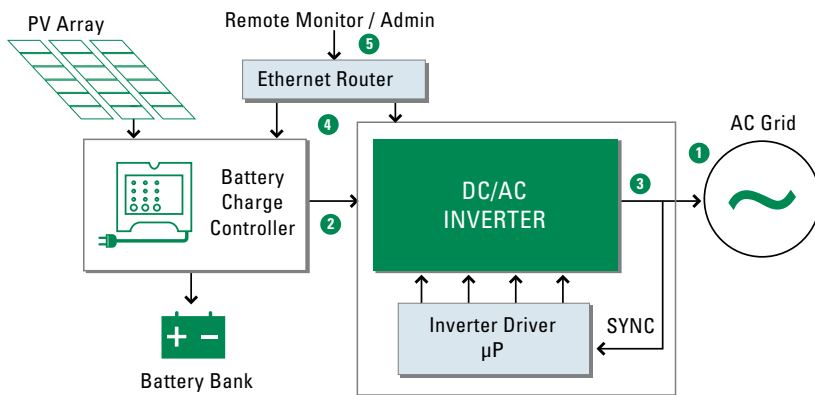 PV Array
Remote Monitor / Admin
5
Ethernet Router
4
AC Grid
1
Battery
Charge
Controller
2
DC/AC
INVERTER
3
Inverter Driver
µP
SYNC
+ −
Battery Bank